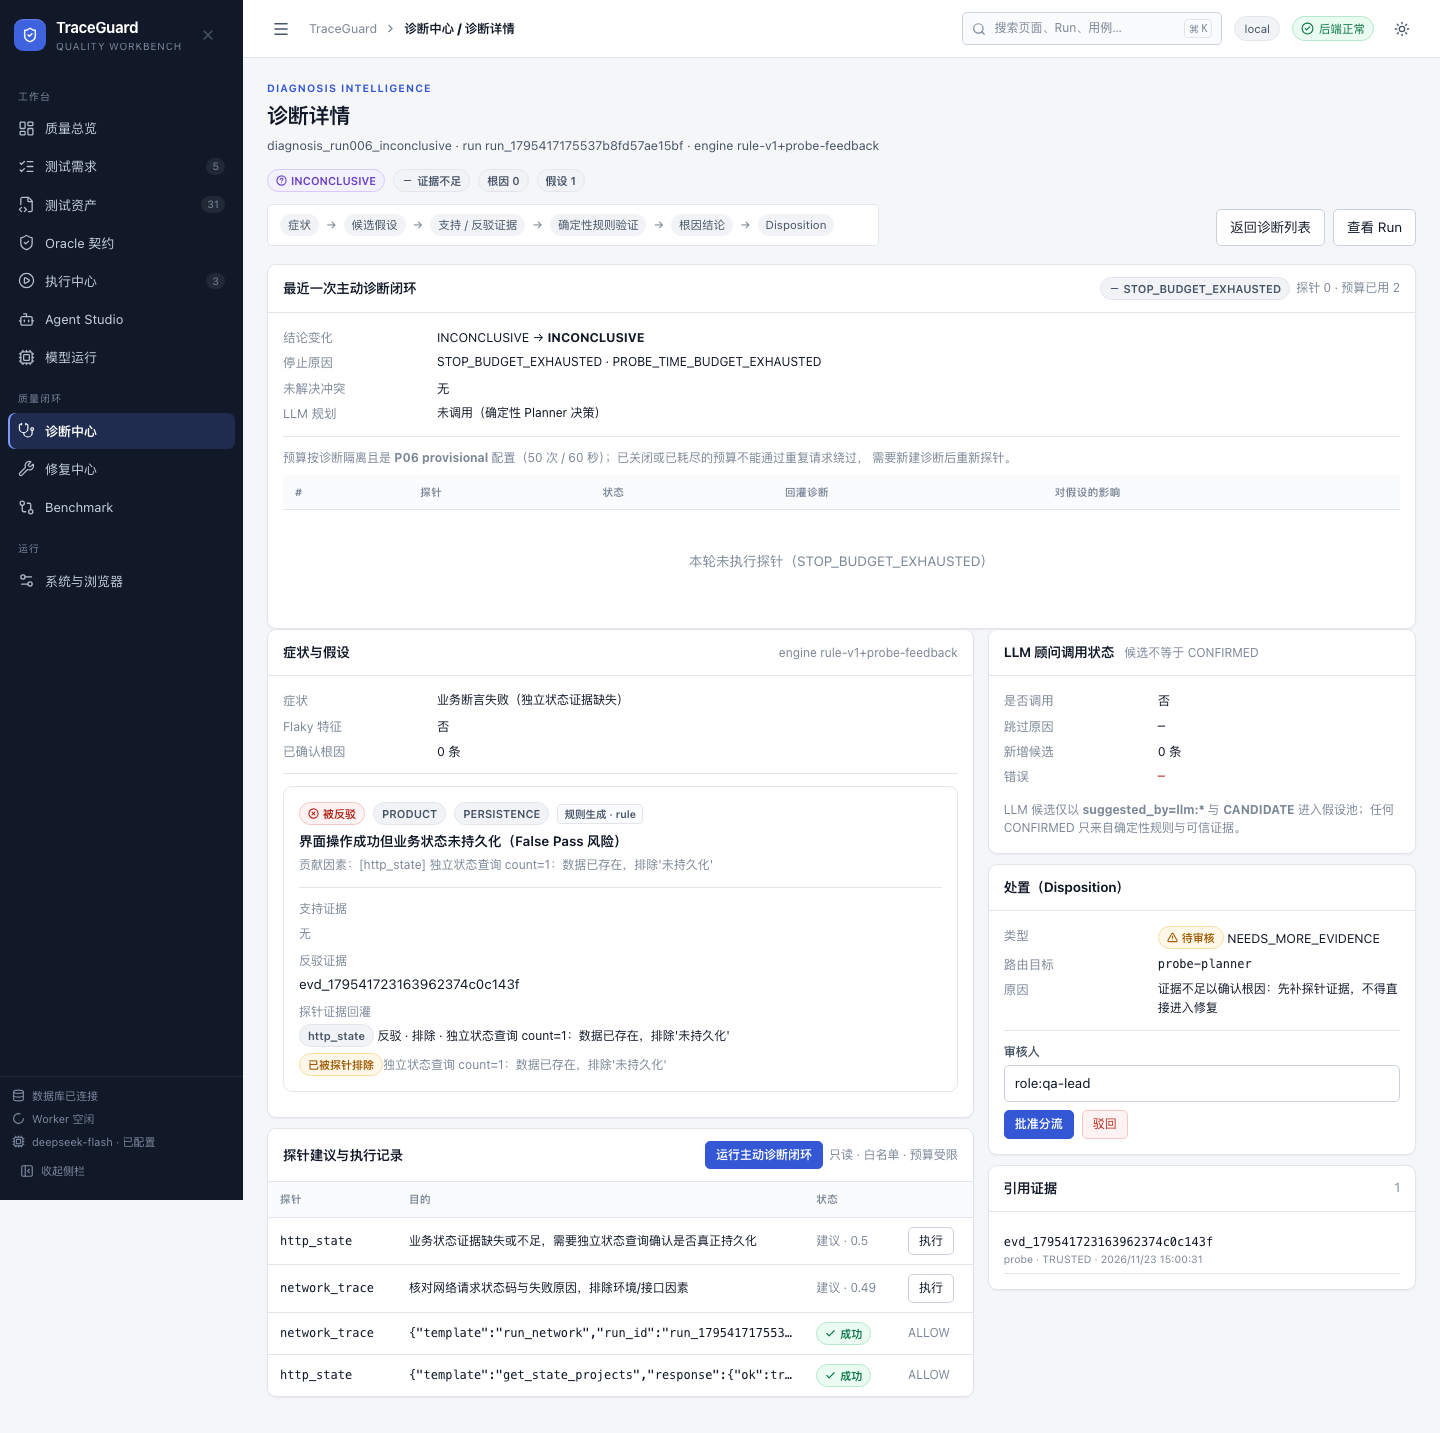 TraceGuard
QUALITY WORKBENCH
工作台
质量总览
测试需求 5
测试资产 31
Oracle 契约
执行中心 3
Agent Studio
模型运行
质量闭环
诊断中心
修复中心
Benchmark
运行
系统与浏览器
数据库已连接
Worker 空闲
deepseek-flash · 已配置
收起侧栏
TraceGuard > 诊断中心 / 诊断详情
搜索页面、Run、用例... ⌘ K
local
后端正常
DIAGNOSIS INTELLIGENCE
诊断详情
diagnosis_run006_inconclusive · run run_1795417175537b8fd57ae15bf · engine rule-v1+probe-feedback
INCONCLUSIVE — 证据不足 根因 0 假设 1
症状 → 候选假设 → 支持 / 反驳证据 → 确定性规则验证 → 根因结论 → Disposition
返回诊断列表 查看 Run
最近一次主动诊断闭环
— STOP_BUDGET_EXHAUSTED 探针 0 · 预算已用 2
结论变化 INCONCLUSIVE → INCONCLUSIVE
停止原因 STOP_BUDGET_EXHAUSTED · PROBE_TIME_BUDGET_EXHAUSTED
未解决冲突 无
LLM 规划 未调用（确定性 Planner 决策）
预算按诊断隔离且是 P06 provisional 配置（50 次 / 60 秒）；已关闭或已耗尽的预算不能通过重复请求绕过， 需要新建诊断后重新探针。
# 探针 状态 回灌诊断 对假设的影响
本轮未执行探针（STOP_BUDGET_EXHAUSTED）
症状与假设 engine rule-v1+probe-feedback
症状 业务断言失败（独立状态证据缺失）
Flaky 特征 否
已确认根因 0 条
被反驳 PRODUCT PERSISTENCE 规则生成 · rule
界面操作成功但业务状态未持久化（False Pass 风险）
贡献因素：[http_state] 独立状态查询 count=1：数据已存在，排除'未持久化'
支持证据
无
反驳证据
evd_179541723163962374c0c143f
探针证据回灌
http_state 反驳 · 排除 · 独立状态查询 count=1：数据已存在，排除'未持久化'
已被探针排除 独立状态查询 count=1：数据已存在，排除'未持久化'
探针建议与执行记录
运行主动诊断闭环 只读 · 白名单 · 预算受限
探针 目的 状态
http_state 业务状态证据缺失或不足，需要独立状态查询确认是否真正持久化 建议 · 0.5 执行
network_trace 核对网络请求状态码与失败原因，排除环境/接口因素 建议 · 0.49 执行
network_trace {"template":"run_network","run_id":"run_179541717553… 成功 ALLOW
http_state {"template":"get_state_projects","response":{"ok":tr… 成功 ALLOW
LLM 顾问调用状态 候选不等于 CONFIRMED
是否调用 否
跳过原因 —
新增候选 0 条
错误 —
LLM 候选仅以 suggested_by=llm:* 与 CANDIDATE 进入假设池；任何
CONFIRMED 只来自确定性规则与可信证据。
处置（Disposition）
类型 待审核 NEEDS_MORE_EVIDENCE
路由目标 probe-planner
原因 证据不足以确认根因：先补探针证据，不得直
接进入修复
审核人
role:qa-lead
批准分流 驳回
引用证据 1
evd_179541723163962374c0c143f
probe · TRUSTED · 2026/11/23 15:00:31